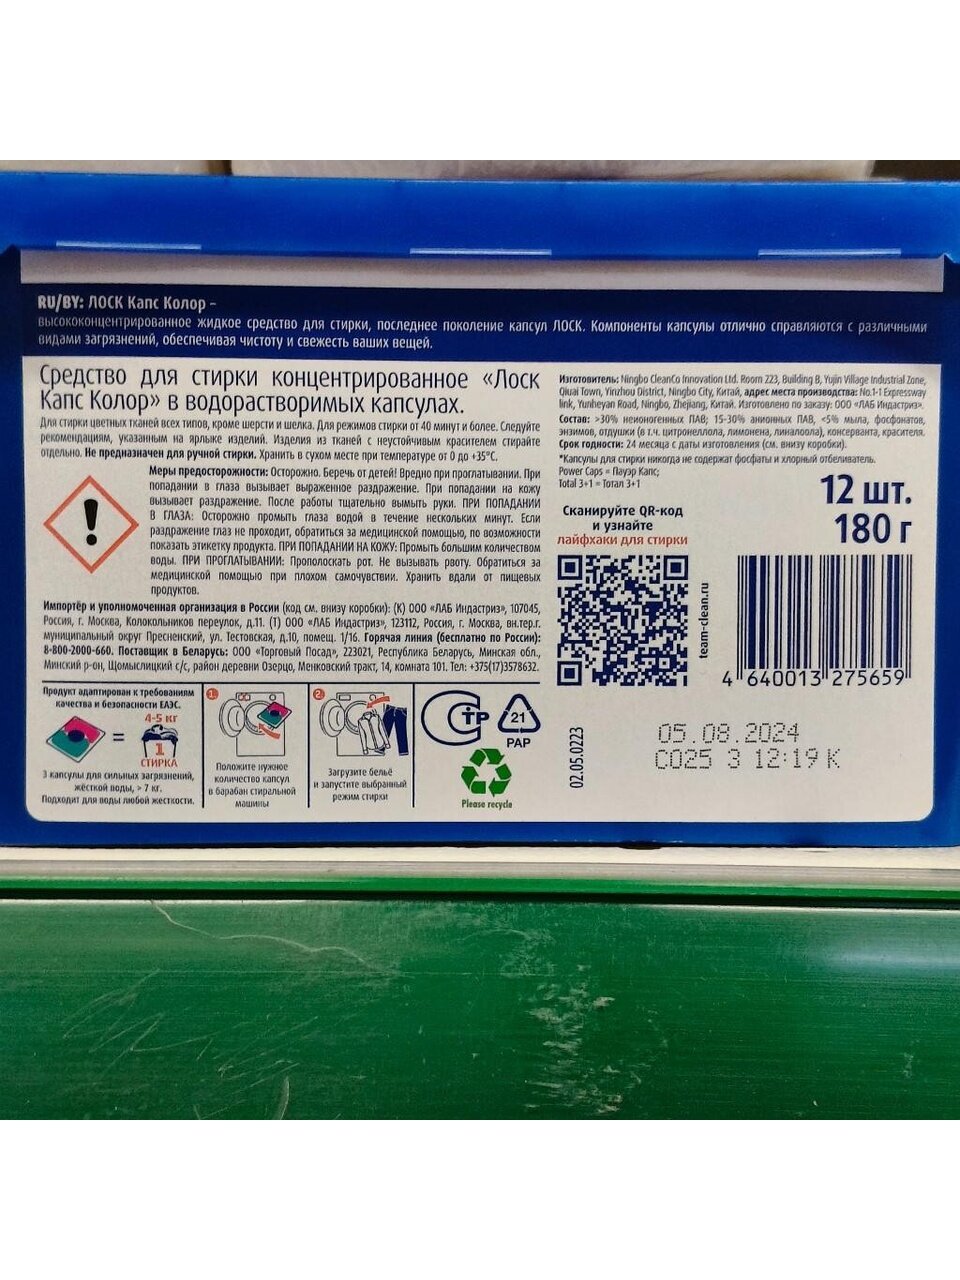 RU/BY: ЛОСК Капс Колор –
высококонцентрированное жидкое средство для стирки, последнее поколение капсул ЛОСК. Компоненты капсулы отлично справляются с различными
видами загрязнений, обеспечивая чистоту и свежесть ваших вещей.
Средство для стирки концентрированное «Лоск
Капс Колор» в водорастворимых капсулах.
Для стирки цветных тканей всех типов, кроме шерсти и шелка. Для режимов стирки от 40 минут и более. Следуйте
рекомендациям, указанным на ярлыке изделий. Изделия из тканей с неустойчивым красителем стирайте
отдельно. Не предназначен для ручной стирки. Хранить в сухом месте при температуре от 0 до +35°С.
Меры предосторожности: Осторожно. Беречь от детей! Вредно при проглатывании. При
попадании в глаза вызывает выраженное раздражение. При попадании на кожу
вызывает раздражение. После работы тщательно вымыть руки. ПРИ ПОПАДАНИИ
В ГЛАЗА: Осторожно промыть глаза водой в течение нескольких минут. Если
раздражение глаз не проходит, обратиться за медицинской помощью, по возможности
показать этикетку продукта. ПРИ ПОПАДАНИИ НА КОЖУ: Промыть большим количеством
воды. ПРИ ПРОГЛАТЫВАНИИ: Прополоскать рот. Не вызывать рвоту. Обратиться за
медицинской помощью при плохом самочувствии. Хранить вдали от пищевых
продуктов.
Импортёр и уполномоченная организация в России (код см. внизу коробки): (К) ООО «ЛАБ Индастриз», 107045,
Россия, г. Москва, Колокольников переулок, д.11. (Т) ООО «ЛАБ Индастриз», 123112, Россия, г. Москва, вн.тер.г.
муниципальный округ Пресненский, ул. Тестовская, д.10, помещ. 1/16. Горячая линия (бесплатно по России):
8-800-2000-660. Поставщик в Беларусь: ООО «Торговый Посад», 223021, Республика Беларусь, Минская обл.,
Минский р-он, Щомыслицкий с/с, район деревни Озерцо, Меньковский тракт, 14, комната 101. Тел: +375(17)3578632.
Продукт адаптирован к требованиям
качества и безопасности ЕАЭС.
4-5 кг
=
1
СТИРКА
3 капсулы для сильных загрязнений,
жёсткой воды, > 7 кг.
Подходит для воды любой жесткости.
1.
Положите нужное
количество капсул
в барабан стиральной
машины
2.
Загрузите бельё
и запустите выбранный
режим стирки
СТР
21
PAP
Please recycle
Изготовитель: Ningbo CleanCo Innovation Ltd. Room 223, Building B, Yujin Village Industrial Zone,
Qiuai Town, Yinzhou District, Ningbo City, Китай, адрес места производства: No.1-1 Expressway
link, Yunheyan Road, Ningbo, Zhejiang, Китай. Изготовлено по заказу: ООО «ЛАБ Индастриз».
Состав: >30% неионогенных ПАВ; 15-30% анионных ПАВ, <5% мыла, фосфонатов,
энзимов, отдушки (в т.ч. цитронеллола, лимонена, линалоола), консерванта, красителя.
Срок годности: 24 месяца с даты изготовления (см. внизу коробки).
*Капсулы для стирки никогда не содержат фосфаты и хлорный отбеливатель.
Power Caps = Пауэр Капс;
Total 3+1 = Тотал 3+1
12 шт.
180 г
Сканируйте QR-код
и узнайте
лайфхаки для стирки
team-clean.ru
4 640013 275659
02.05.0223
05.08.2024
C025 3 12:19 K